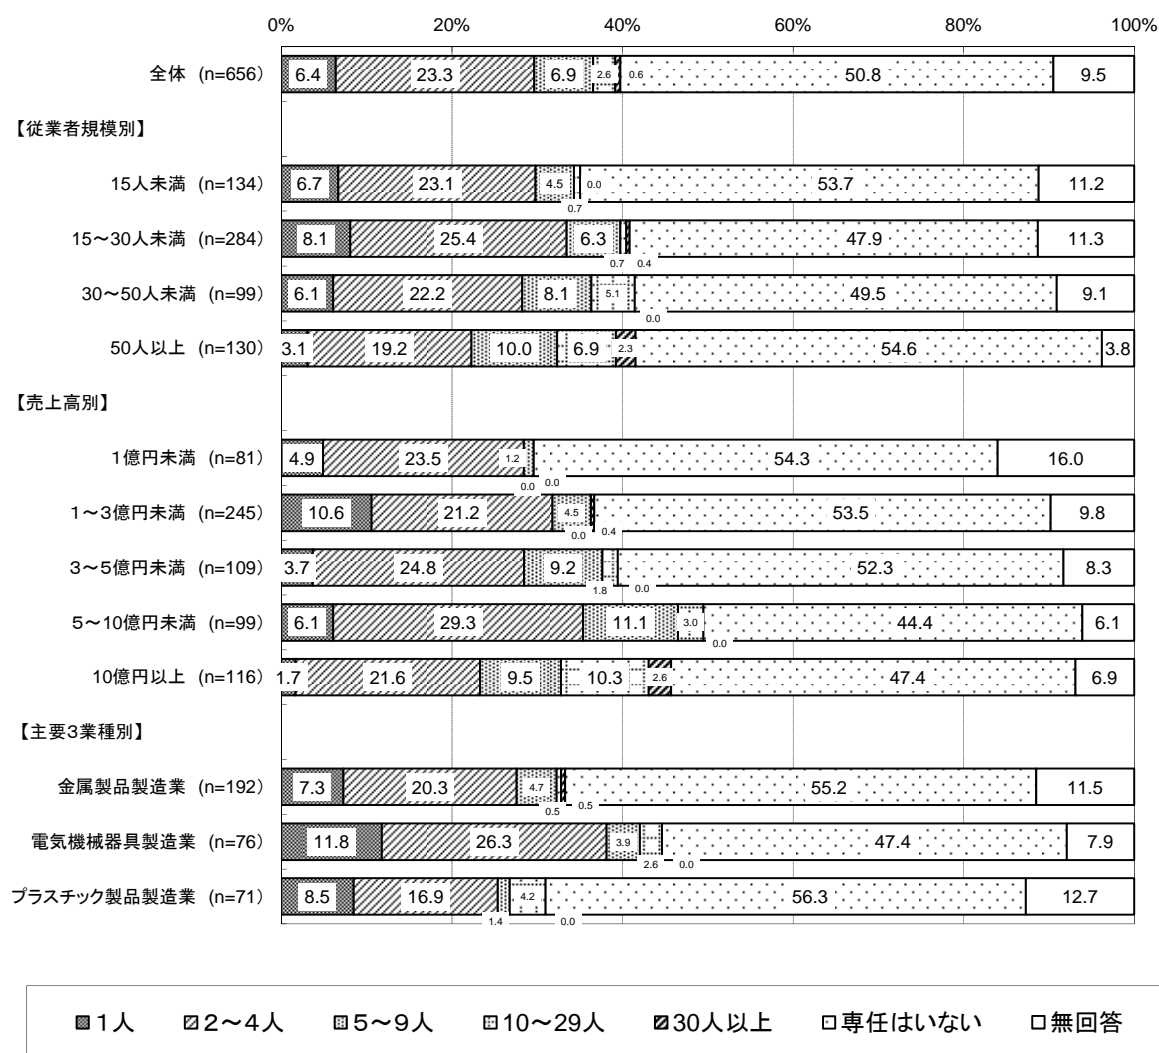 0% 20% 40% 60% 80% 100%
全体 (n=656) 6.4 23.3 6.9 2.6 0.6 50.8 9.5
【従業者規模別】
15人未満 (n=134) 6.7 23.1 4.5 0.7 0.0 53.7 11.2
15～30人未満 (n=284) 8.1 25.4 6.3 0.7 0.4 47.9 11.3
30～50人未満 (n=99) 6.1 22.2 8.1 5.1 0.0 49.5 9.1
50人以上 (n=130) 3.1 19.2 10.0 6.9 2.3 54.6 3.8
【売上高別】
１億円未満 (n=81) 4.9 23.5 1.2 0.0 0.0 54.3 16.0
１～３億円未満 (n=245) 10.6 21.2 4.5 0.0 0.4 53.5 9.8
３～５億円未満 (n=109) 3.7 24.8 9.2 1.8 0.0 52.3 8.3
５～10億円未満 (n=99) 6.1 29.3 11.1 3.0 0.0 44.4 6.1
10億円以上 (n=116) 1.7 21.6 9.5 10.3 2.6 47.4 6.9
【主要３業種別】
金属製品製造業 (n=192) 7.3 20.3 4.7 0.5 0.5 55.2 11.5
電気機械器具製造業 (n=76) 11.8 26.3 3.9 2.6 0.0 47.4 7.9
プラスチック製品製造業 (n=71) 8.5 16.9 1.4 4.2 0.0 56.3 12.7
１人 ２～４人 ５～９人 10～29人 30人以上 専任はいない 無回答